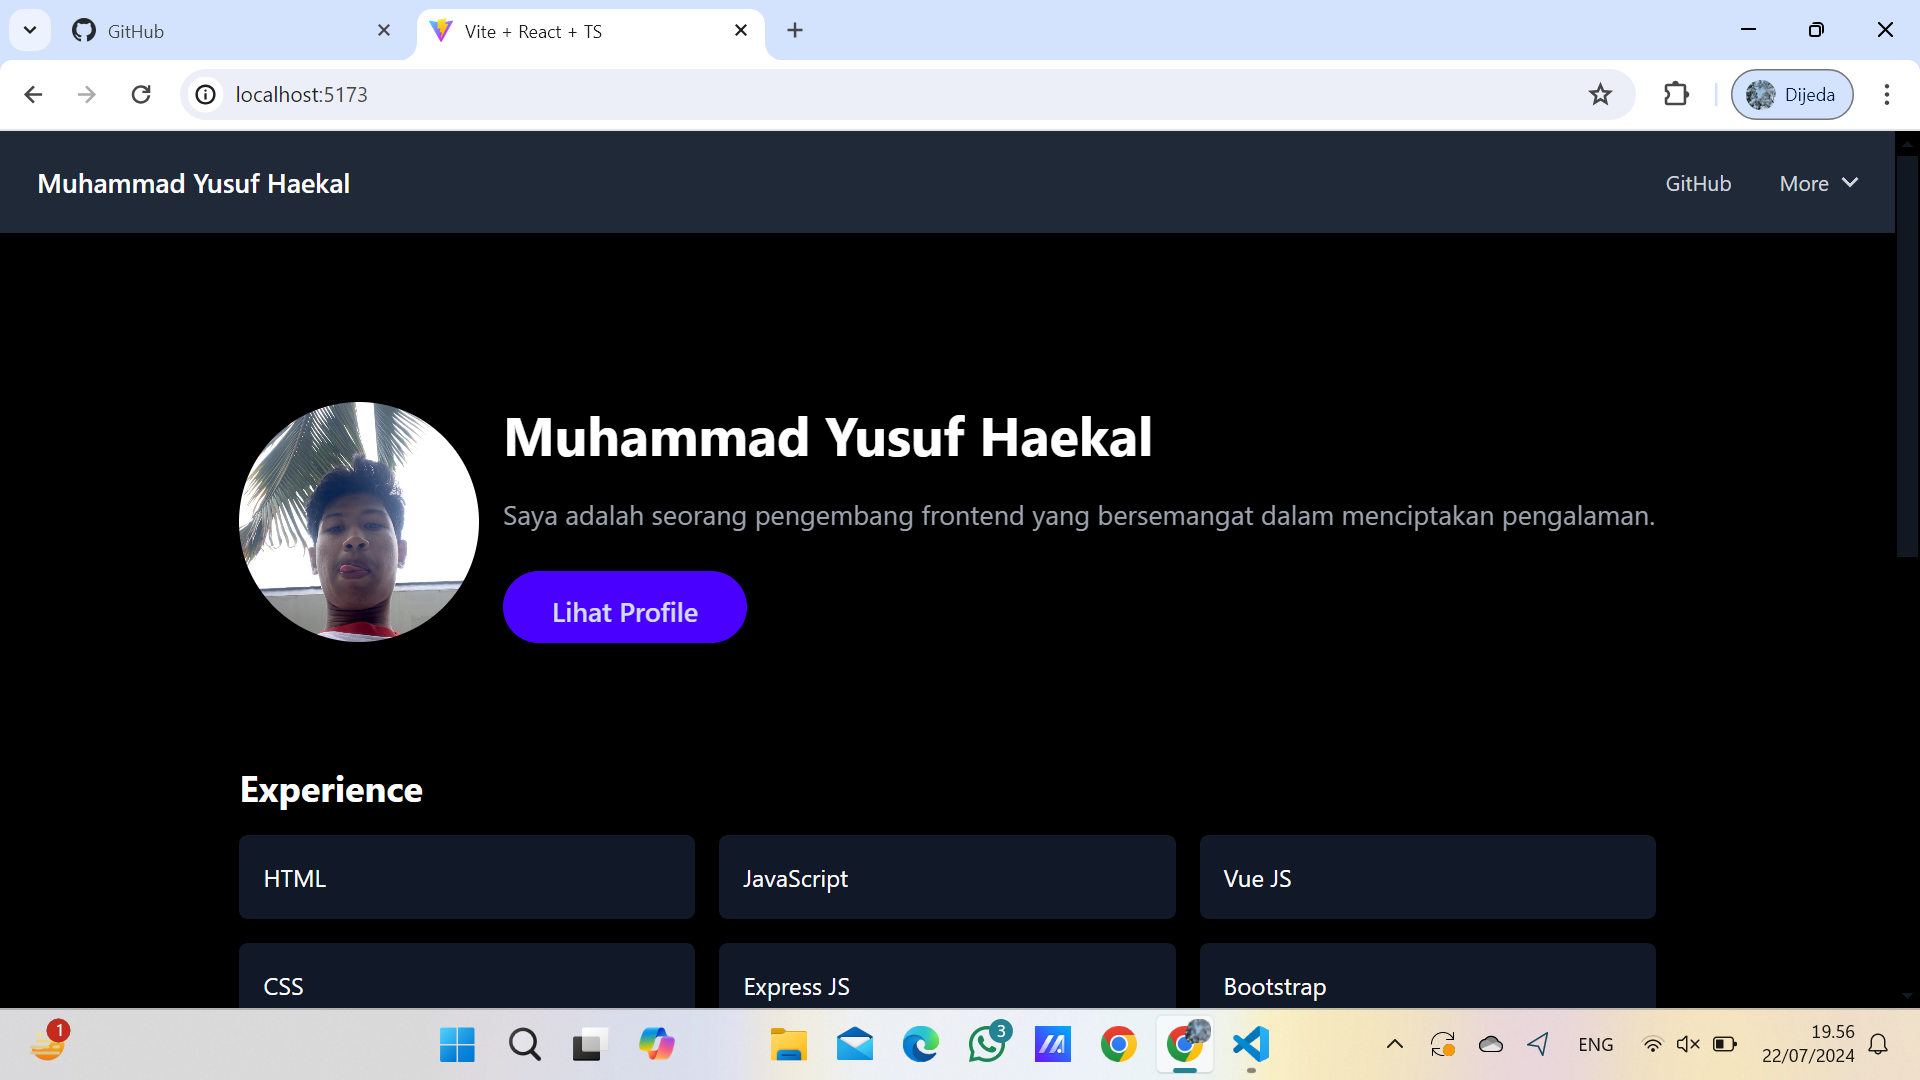 GitHub
Vite + React + TS
localhost:5173
Dijeda
Muhammad Yusuf Haekal
GitHub
More
Muhammad Yusuf Haekal
Saya adalah seorang pengembang frontend yang bersemangat dalam menciptakan pengalaman.
Lihat Profile
Experience
HTML
JavaScript
Vue JS
CSS
Express JS
Bootstrap
1
3
ENG
19.56
22/07/2024